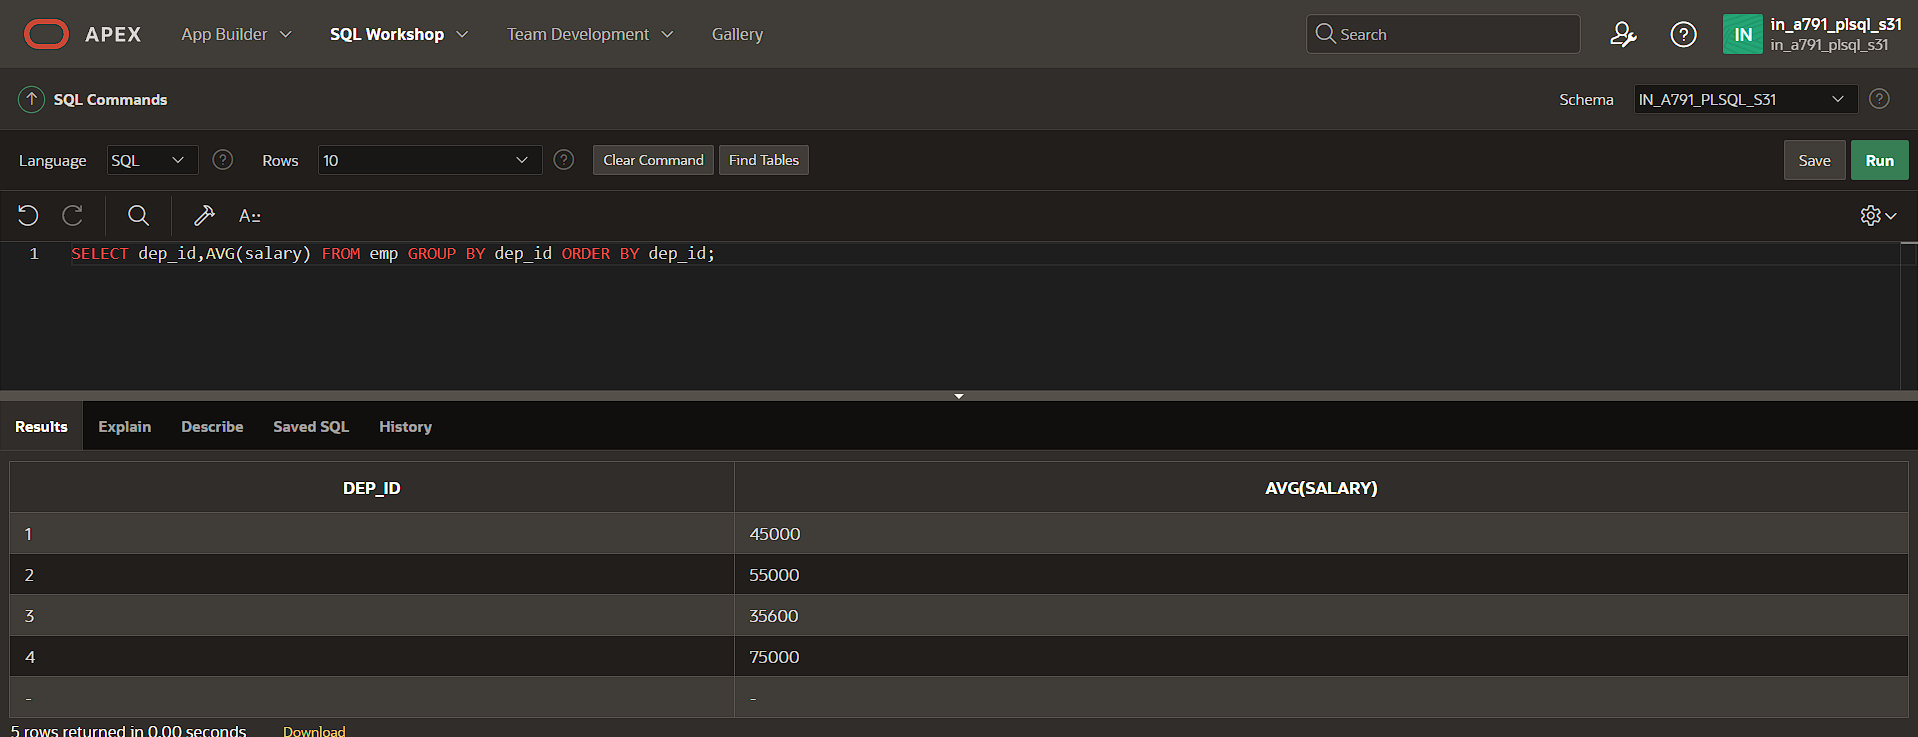 APEX App Builder SQL Workshop Team Development Gallery Search IN in_a791_plsql_s31
in_a791_plsql_s31
SQL Commands Schema IN_A791_PLSQL_S31
Language SQL Rows 10 Clear Command Find Tables Save Run
A::
1 SELECT dep_id,AVG(salary) FROM emp GROUP BY dep_id ORDER BY dep_id;
Results Explain Describe Saved SQL History
DEP_ID AVG(SALARY)
1 45000
2 55000
3 35600
4 75000
- -
5 rows returned in 0.00 seconds Download